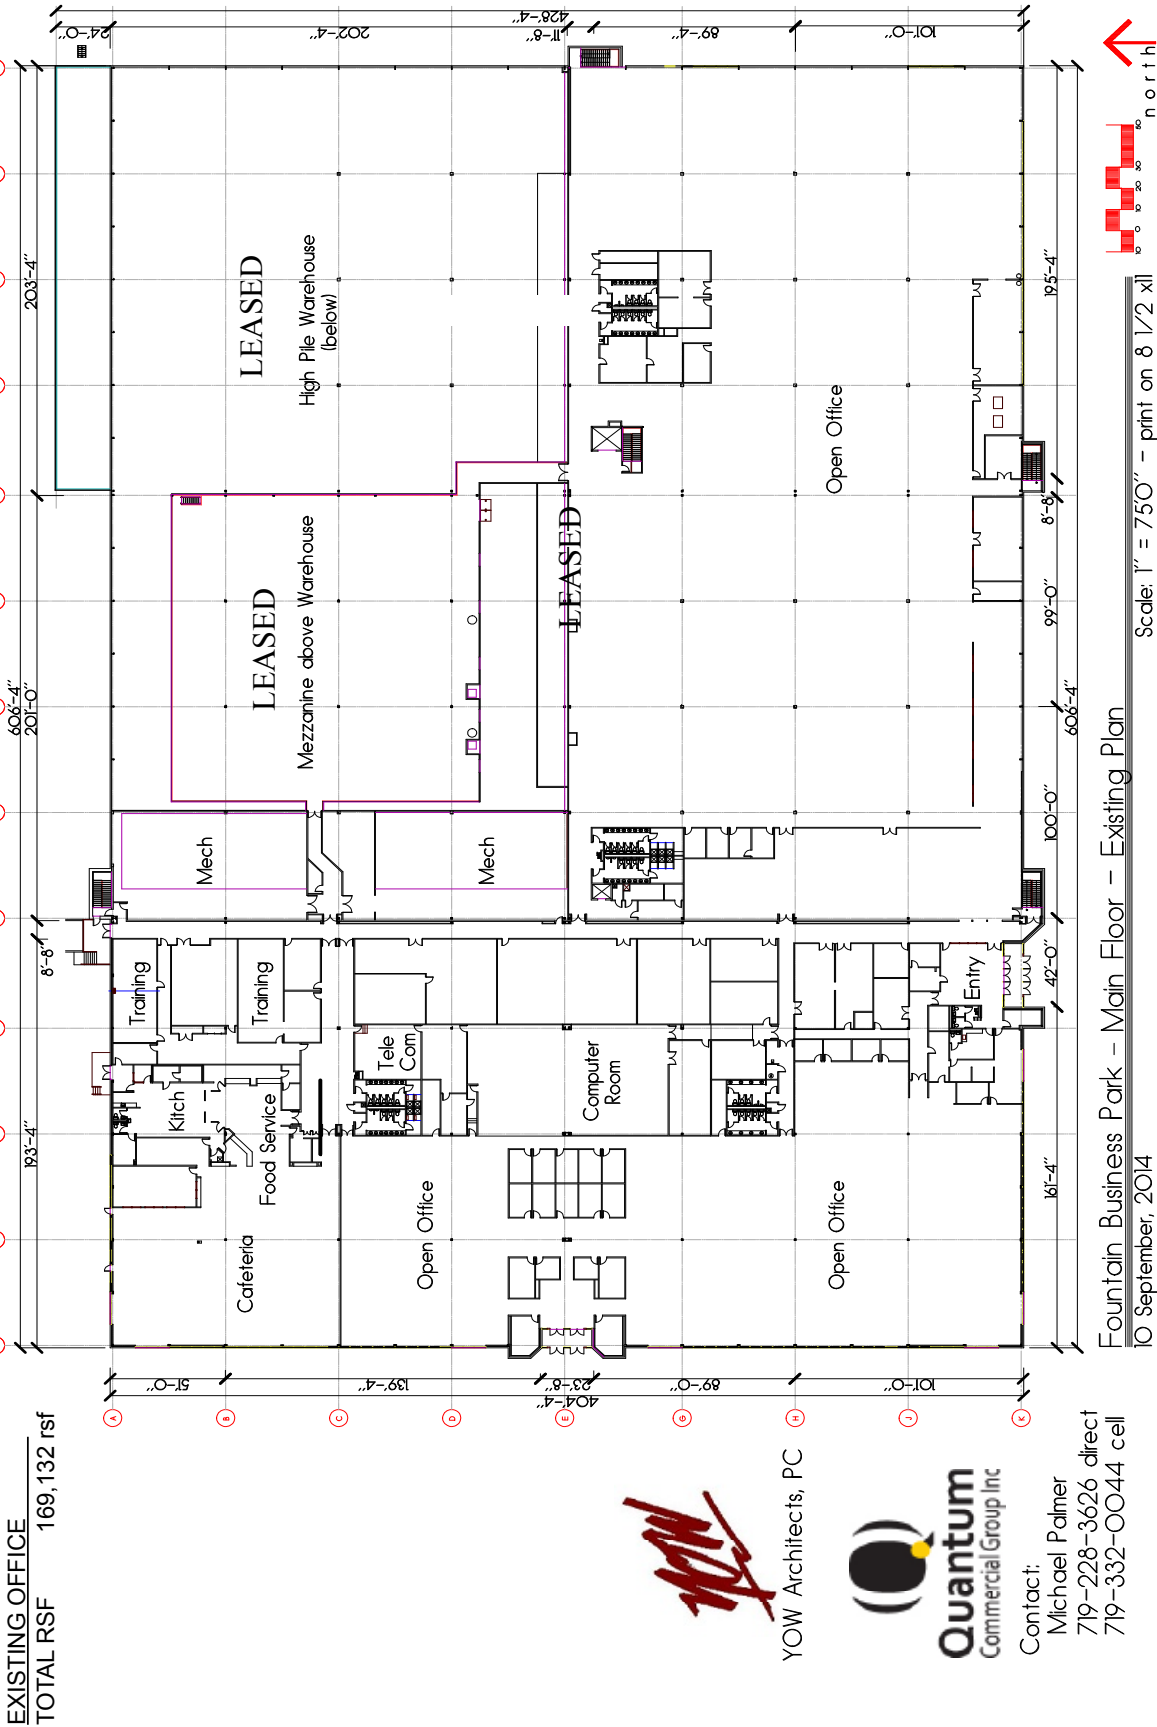 EXISTING OFFICE
TOTAL RSF 169,132 rsf
606'-4"
193'-4"
8'-8"
201'-0"
203'-4"
24'-0"
202'-4"
11'-8"
89'-4"
101'-0"
428'-4"
51'-0"
139'-4"
23'-8"
89'-0"
101'-0"
404'-4"
A
B
C
D
E
G
H
J
K
Training
Training
Kitch
Food Service
Cafeteria
Mech
Mech
LEASED
Mezzanine above Warehouse
LEASED
High Pile Warehouse
(below)
LEASED
Tele
Com
Computer
Room
Open Office
Open Office
Open Office
Entry
161'-4"
42'-0"
100'-0"
99'-0"
8'-8"
195'-4"
606'-4"
YOW Architects, PC
Quantum
Commercial Group Inc
Contact:
Michael Palmer
719-228-3626 direct
719-332-0044 cell
Fountain Business Park - Main Floor - Existing Plan
10 September, 2014
Scale: 1" = 75'0" - print on 8 1/2 x11
10 0 10 20 30 50
north